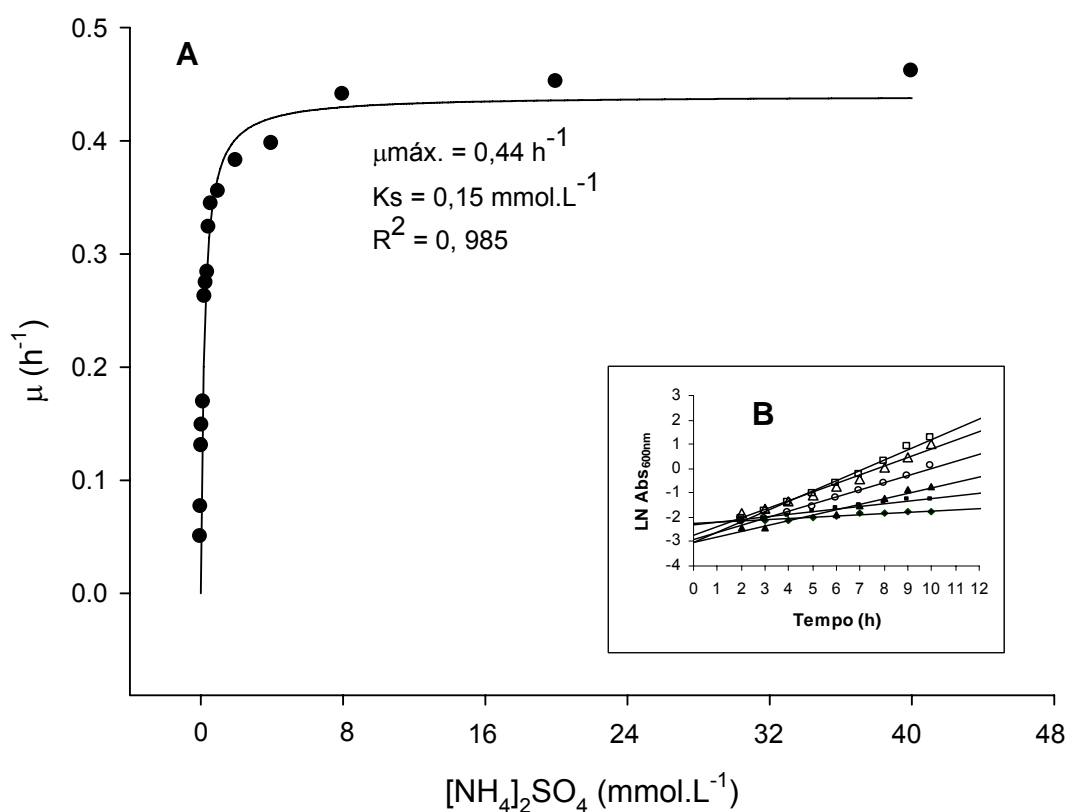 0.5
0.4
0.3
0.2
0.1
0.0
μ (h⁻¹)
A
μmáx. = 0,44 h⁻¹
Ks = 0,15 mmol.L⁻¹
R² = 0, 985
B
3
2
1
0
-1
-2
-3
-4
LN Abs₆₀₀ₙₘ
0 1 2 3 4 5 6 7 8 9 10 11 12
Tempo (h)
0 8 16 24 32 40 48
[NH₄]₂SO₄ (mmol.L⁻¹)